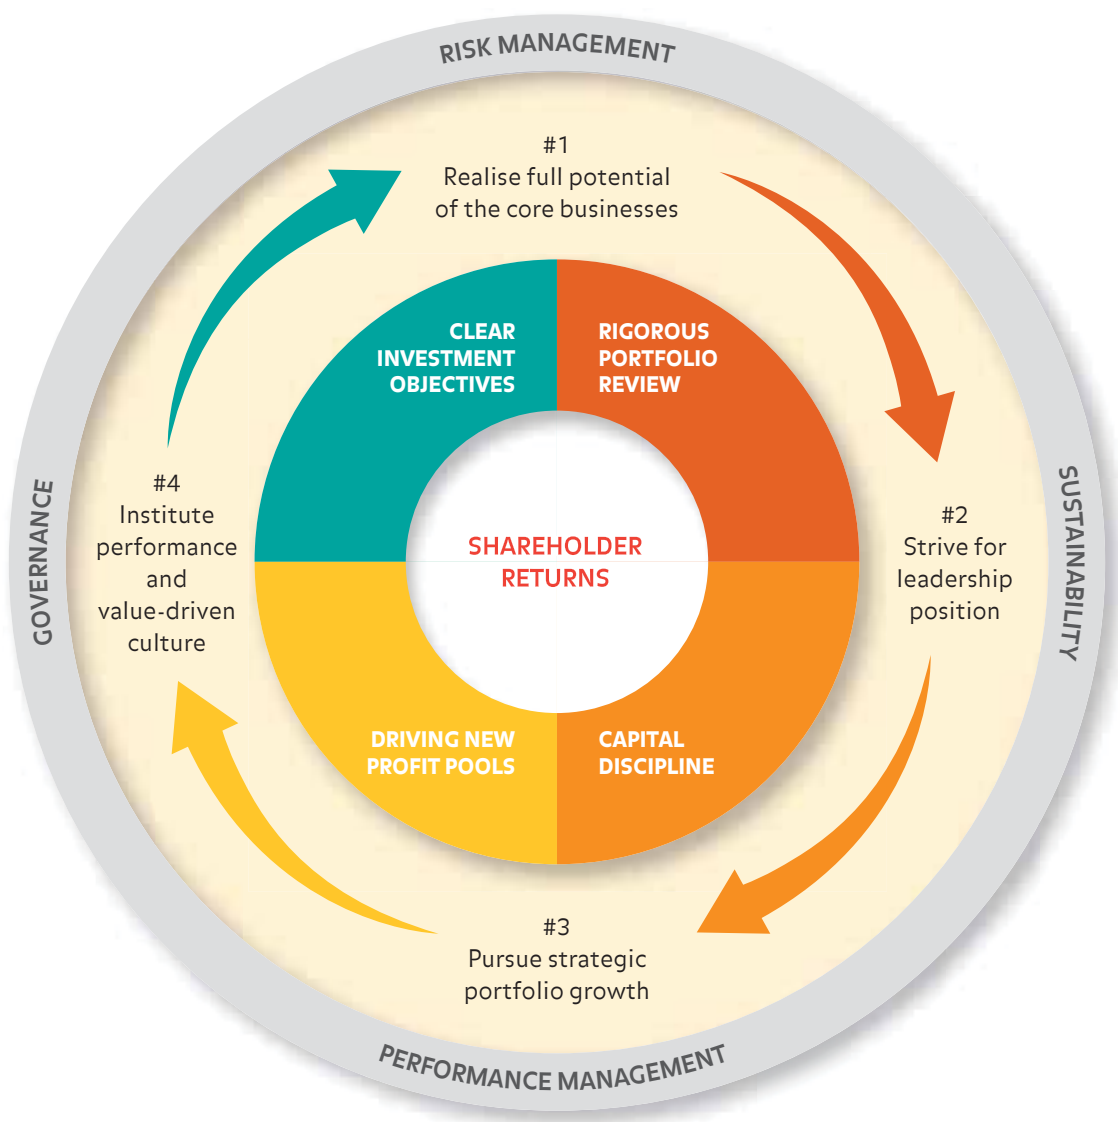 RISK MANAGEMENT
#1
Realise full potential
of the core businesses
CLEAR
INVESTMENT
OBJECTIVES
RIGOROUS
PORTFOLIO
REVIEW
GOVERNANCE
#4
Institute
performance
and
value-driven
culture
SHAREHOLDER
RETURNS
#2
Strive for
leadership
position
SUSTAINABILITY
DRIVING NEW
PROFIT POOLS
CAPITAL
DISCIPLINE
#3
Pursue strategic
portfolio growth
PERFORMANCE MANAGEMENT